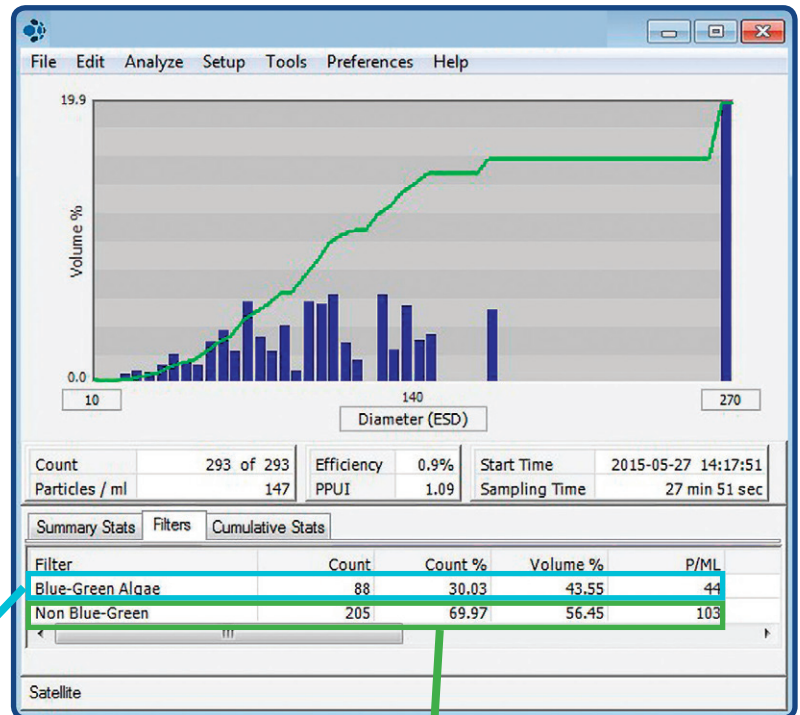 File Edit Analyze Setup Tools Preferences Help
19.9
Volume %
0.0
10 140 270
Diameter (ESD)
Count 293 of 293 Efficiency 0.9% Start Time 2015-05-27 14:17:51
Particles / ml 147 PPUI 1.09 Sampling Time 27 min 51 sec
Summary Stats Filters Cumulative Stats
Filter Count Count % Volume % P/ML
Blue-Green Algae 88 30.03 43.55 44
Non Blue-Green 205 69.97 56.45 103
Satellite